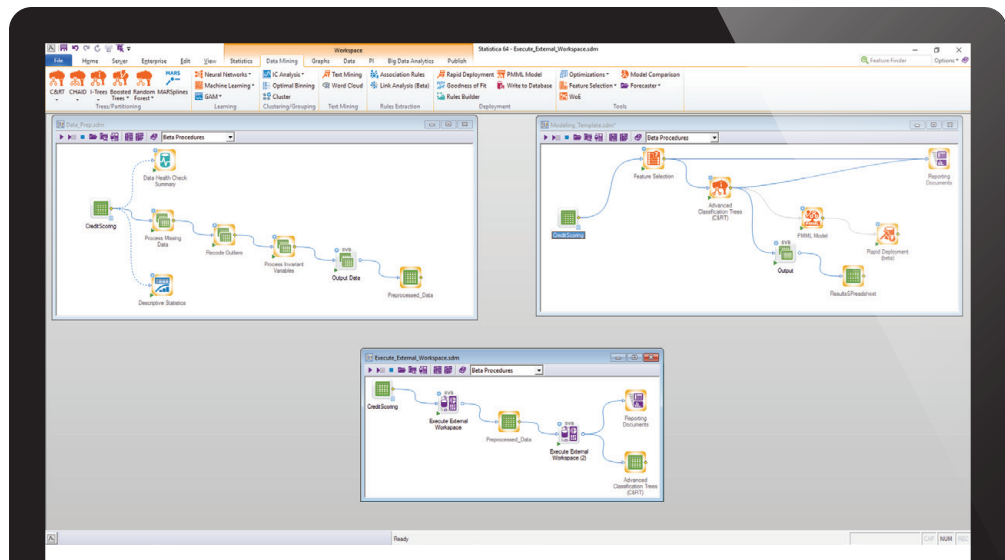 Workspace
Statistica 64 - Execute_External_Workspace.sdm
File Home Server Enterprise Edit View Statistics Data Mining Graphs Data PI Big Data Analytics Publish
Feature Finder Options
C&RT CHAID I-Trees Boosted Trees Random Forest MARSplines
MARS
Trees/Partitioning
Neural Networks
Machine Learning
GAM
Learning
IC Analysis
Optimal Binning
Cluster
Clustering/Grouping
Text Mining
Word Cloud
Text Mining
Association Rules
Link Analysis (Beta)
Rules Extraction
Rapid Deployment PMML Model
Goodness of Fit Write to Database
Rules Builder
Deployment
Optimizations Model Comparison
Feature Selection Forecaster
WoE
Tools
Data_Prep.sdm
Beta Procedures
Data Health Check
Summary
CreditScoring
Process Missing
Data
Recode Outliers
Process Invariant
Variables
SVB
Output Data
Preprocessed_Data
Descriptive Statistics
Modeling_Template.sdm*
Beta Procedures
Feature Selection
Reporting
Documents
Advanced
Classification Trees
(C&RT)
CreditScoring
PMML Model
Rapid Deployment
(beta)
SVB
Output
ResultsSPreadsheet
Execute_External_Workspace.sdm
Beta Procedures
CreditScoring
SVB
Execute External
Workspace
Preprocessed_Data
SVB
Execute External
Workspace (2)
Reporting
Documents
Advanced
Classification Trees
(C&RT)
Ready
CAP NUM REC